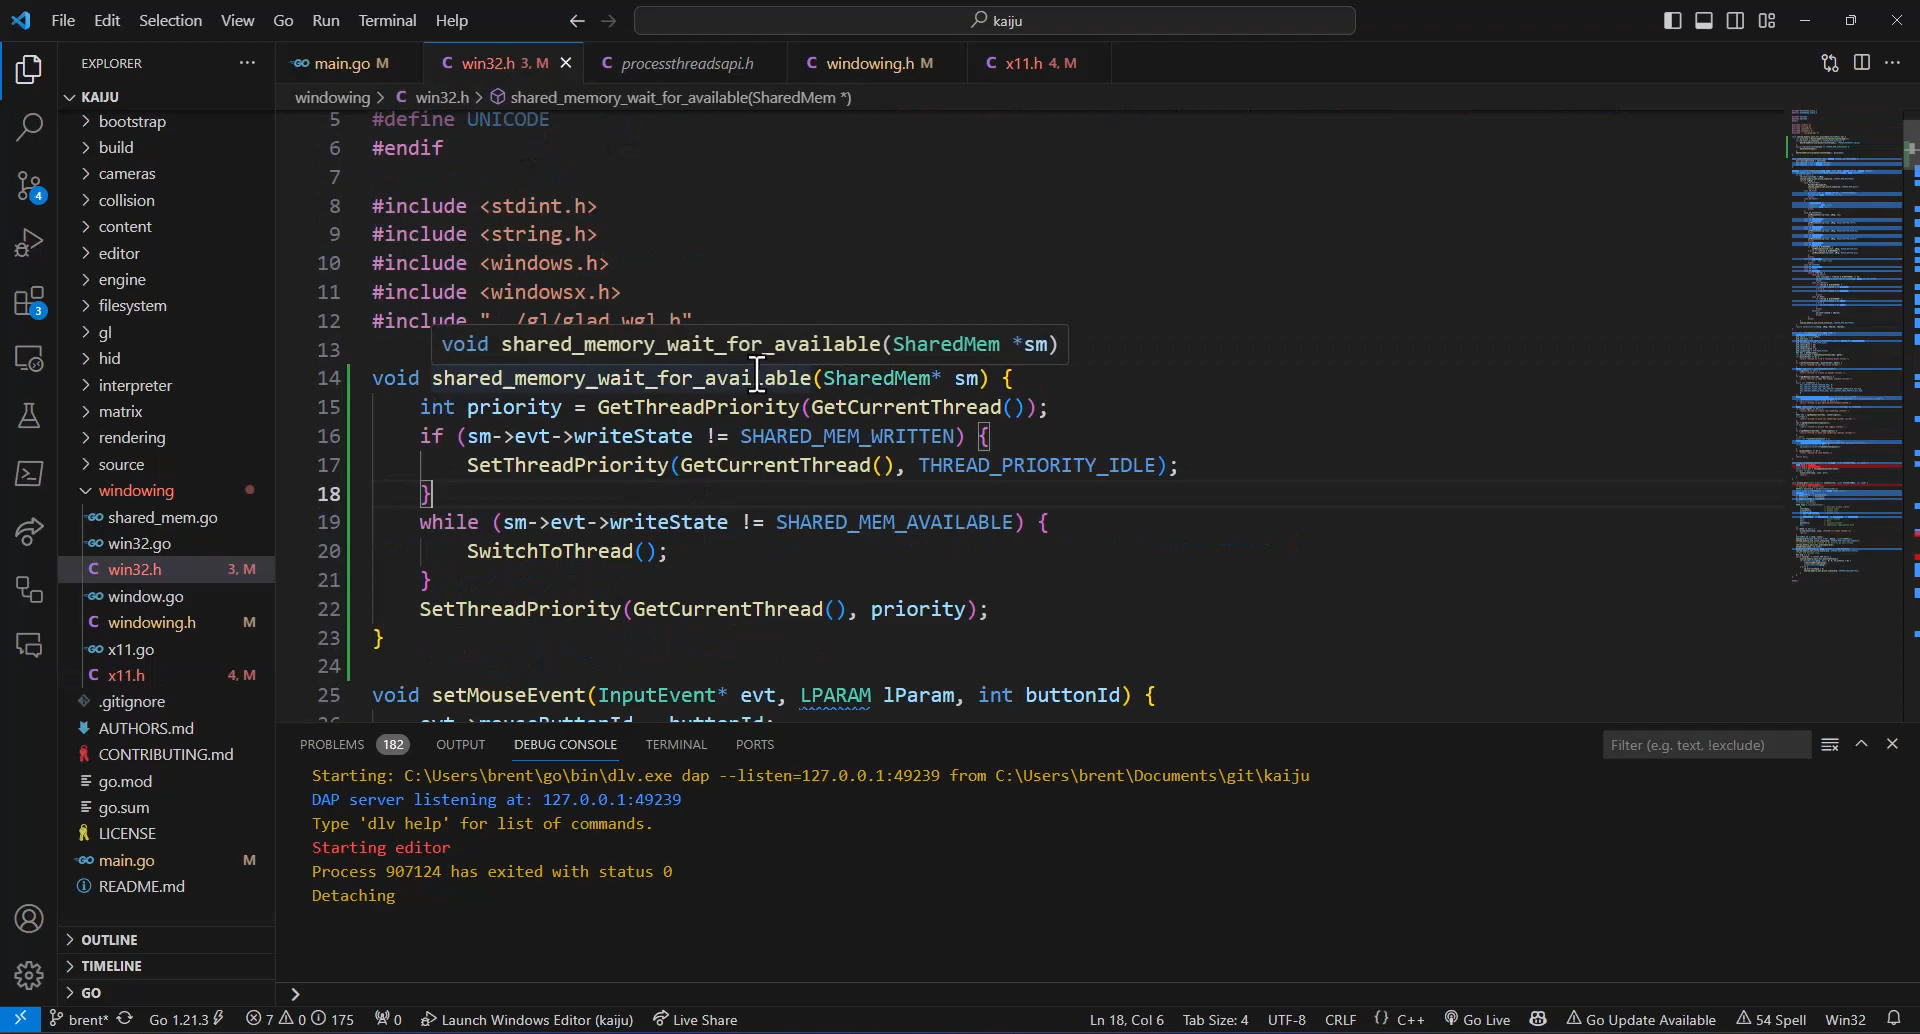 File Edit Selection View Go Run Terminal Help
kaiju
EXPLORER
main.go M
win32.h 3, M
processthreadsapi.h
windowing.h M
x11.h 4, M
windowing > C win32.h > shared_memory_wait_for_available(SharedMem *)
KAIJU
bootstrap
build
cameras
collision
content
editor
engine
filesystem
gl
hid
interpreter
matrix
rendering
source
windowing
shared_mem.go
win32.go
C win32.h 3, M
window.go
C windowing.h M
x11.go
C x11.h 4, M
.gitignore
AUTHORS.md
CONTRIBUTING.md
go.mod
go.sum
LICENSE
main.go M
README.md
OUTLINE
TIMELINE
GO
4
3
5 #define UNICODE
6 #endif
7
8 #include <stdint.h>
9 #include <string.h>
10 #include <windows.h>
11 #include <windowsx.h>
12 #include "../gl/glad_wgl.h"
13
void shared_memory_wait_for_available(SharedMem *sm)
14 void shared_memory_wait_for_available(SharedMem* sm) {
15 int priority = GetThreadPriority(GetCurrentThread());
16 if (sm->evt->writeState != SHARED_MEM_WRITTEN) {
17 SetThreadPriority(GetCurrentThread(), THREAD_PRIORITY_IDLE);
18 }
19 while (sm->evt->writeState != SHARED_MEM_AVAILABLE) {
20 SwitchToThread();
21 }
22 SetThreadPriority(GetCurrentThread(), priority);
23 }
24
25 void setMouseEvent(InputEvent* evt, LPARAM lParam, int buttonId) {
26 evt->mouseButtonId = buttonId;
PROBLEMS 182 OUTPUT DEBUG CONSOLE TERMINAL PORTS
Filter (e.g. text, !exclude)
Starting: C:\Users\brent\go\bin\dlv.exe dap --listen=127.0.0.1:49239 from C:\Users\brent\Documents\git\kaiju
DAP server listening at: 127.0.0.1:49239
Type 'dlv help' for list of commands.
Starting editor
Process 907124 has exited with status 0
Detaching
>
brent* Go 1.21.3 7 0 175 0 Launch Windows Editor (kaiju) Live Share
Ln 18, Col 6 Tab Size: 4 UTF-8 CRLF {} C++ Go Live Go Update Available 54 Spell Win32